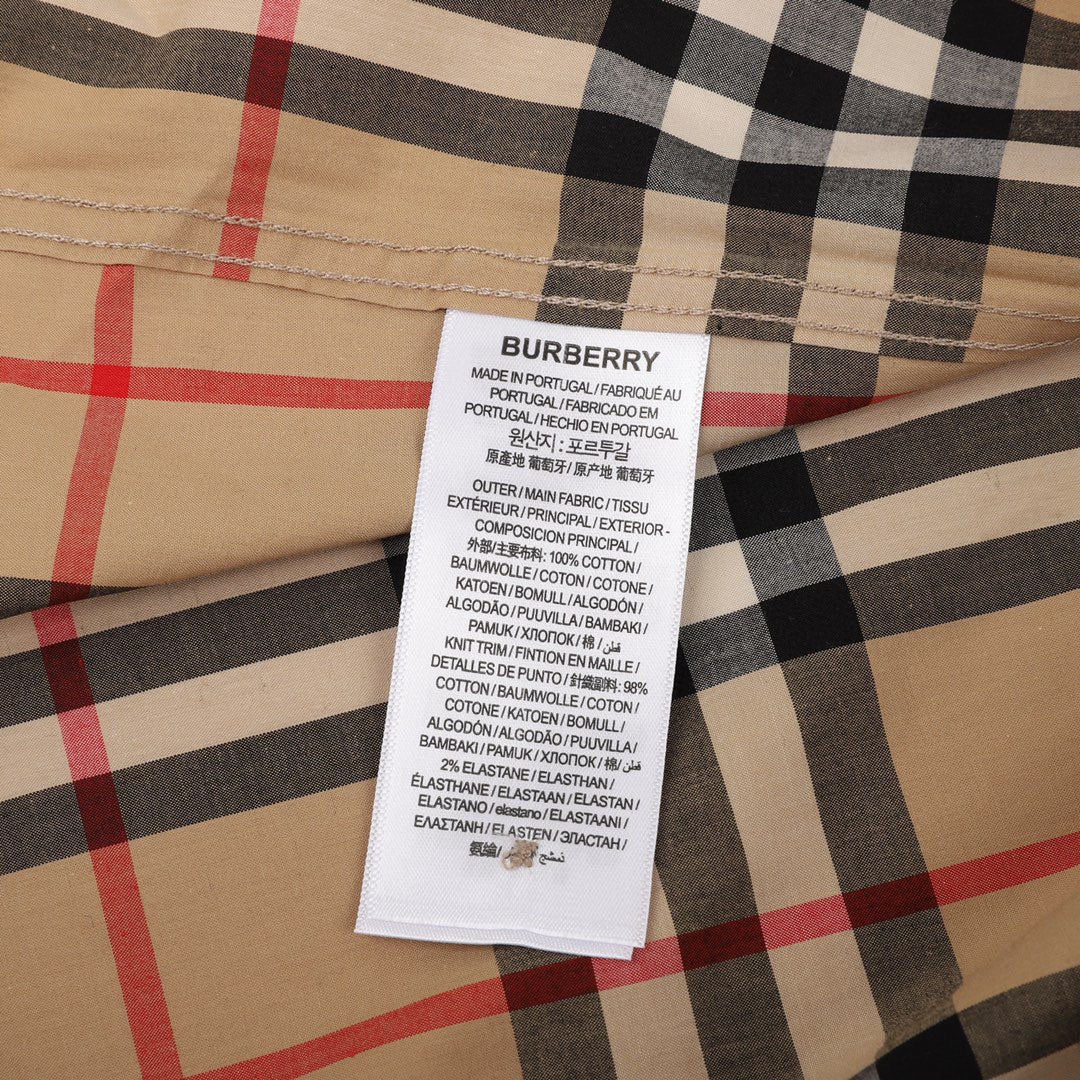 BURBERRY
MADE IN PORTUGAL / FABRIQUÉ AU
PORTUGAL / FABRICADO EM
PORTUGAL / HECHO EN PORTUGAL
원산지 : 포르투갈
原產地 葡萄牙 / 原产地 葡萄牙
OUTER / MAIN FABRIC / TISSU
EXTÉRIEUR / PRINCIPAL / EXTERIOR -
COMPOSICION PRINCIPAL /
外部/主要布料: 100% COTTON /
BAUMWOLLE / COTON / COTONE /
KATOEN / BOMULL / ALGODÓN /
ALGODÃO / PUUVILLA / BAMBAKI /
PAMUK / ХЛОПОК / 棉 / قطن
KNIT TRIM / FINTION EN MAILLE /
DETALLES DE PUNTO / 針織副料: 98%
COTTON / BAUMWOLLE / COTON /
COTONE / KATOEN / BOMULL /
ALGODÓN / ALGODÃO / PUUVILLA /
BAMBAKI / PAMUK / ХЛОПОК / 棉/ قطن
2% ELASTANE / ELASTHAN /
ÉLASTHANE / ELASTAAN / ELASTAN /
ELASTANO / elastano / ELASTAANI /
ΕΛΑΣΤΑΝΗ / ELASTEN / ЭЛАСТАН /
氨綸/